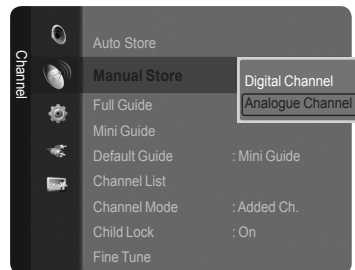 Channel
Auto Store
Manual Store
Digital Channel
Analogue Channel
Full Guide
Mini Guide
Default Guide : Mini Guide
Channel List
Channel Mode : Added Ch.
Child Lock : On
Fine Tune